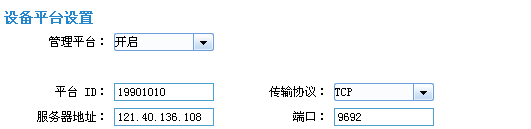 设备平台设置
管理平台： 开启
平台 ID： 19901010 传输协议： TCP
服务器地址： 121.40.136.108 端口： 9692